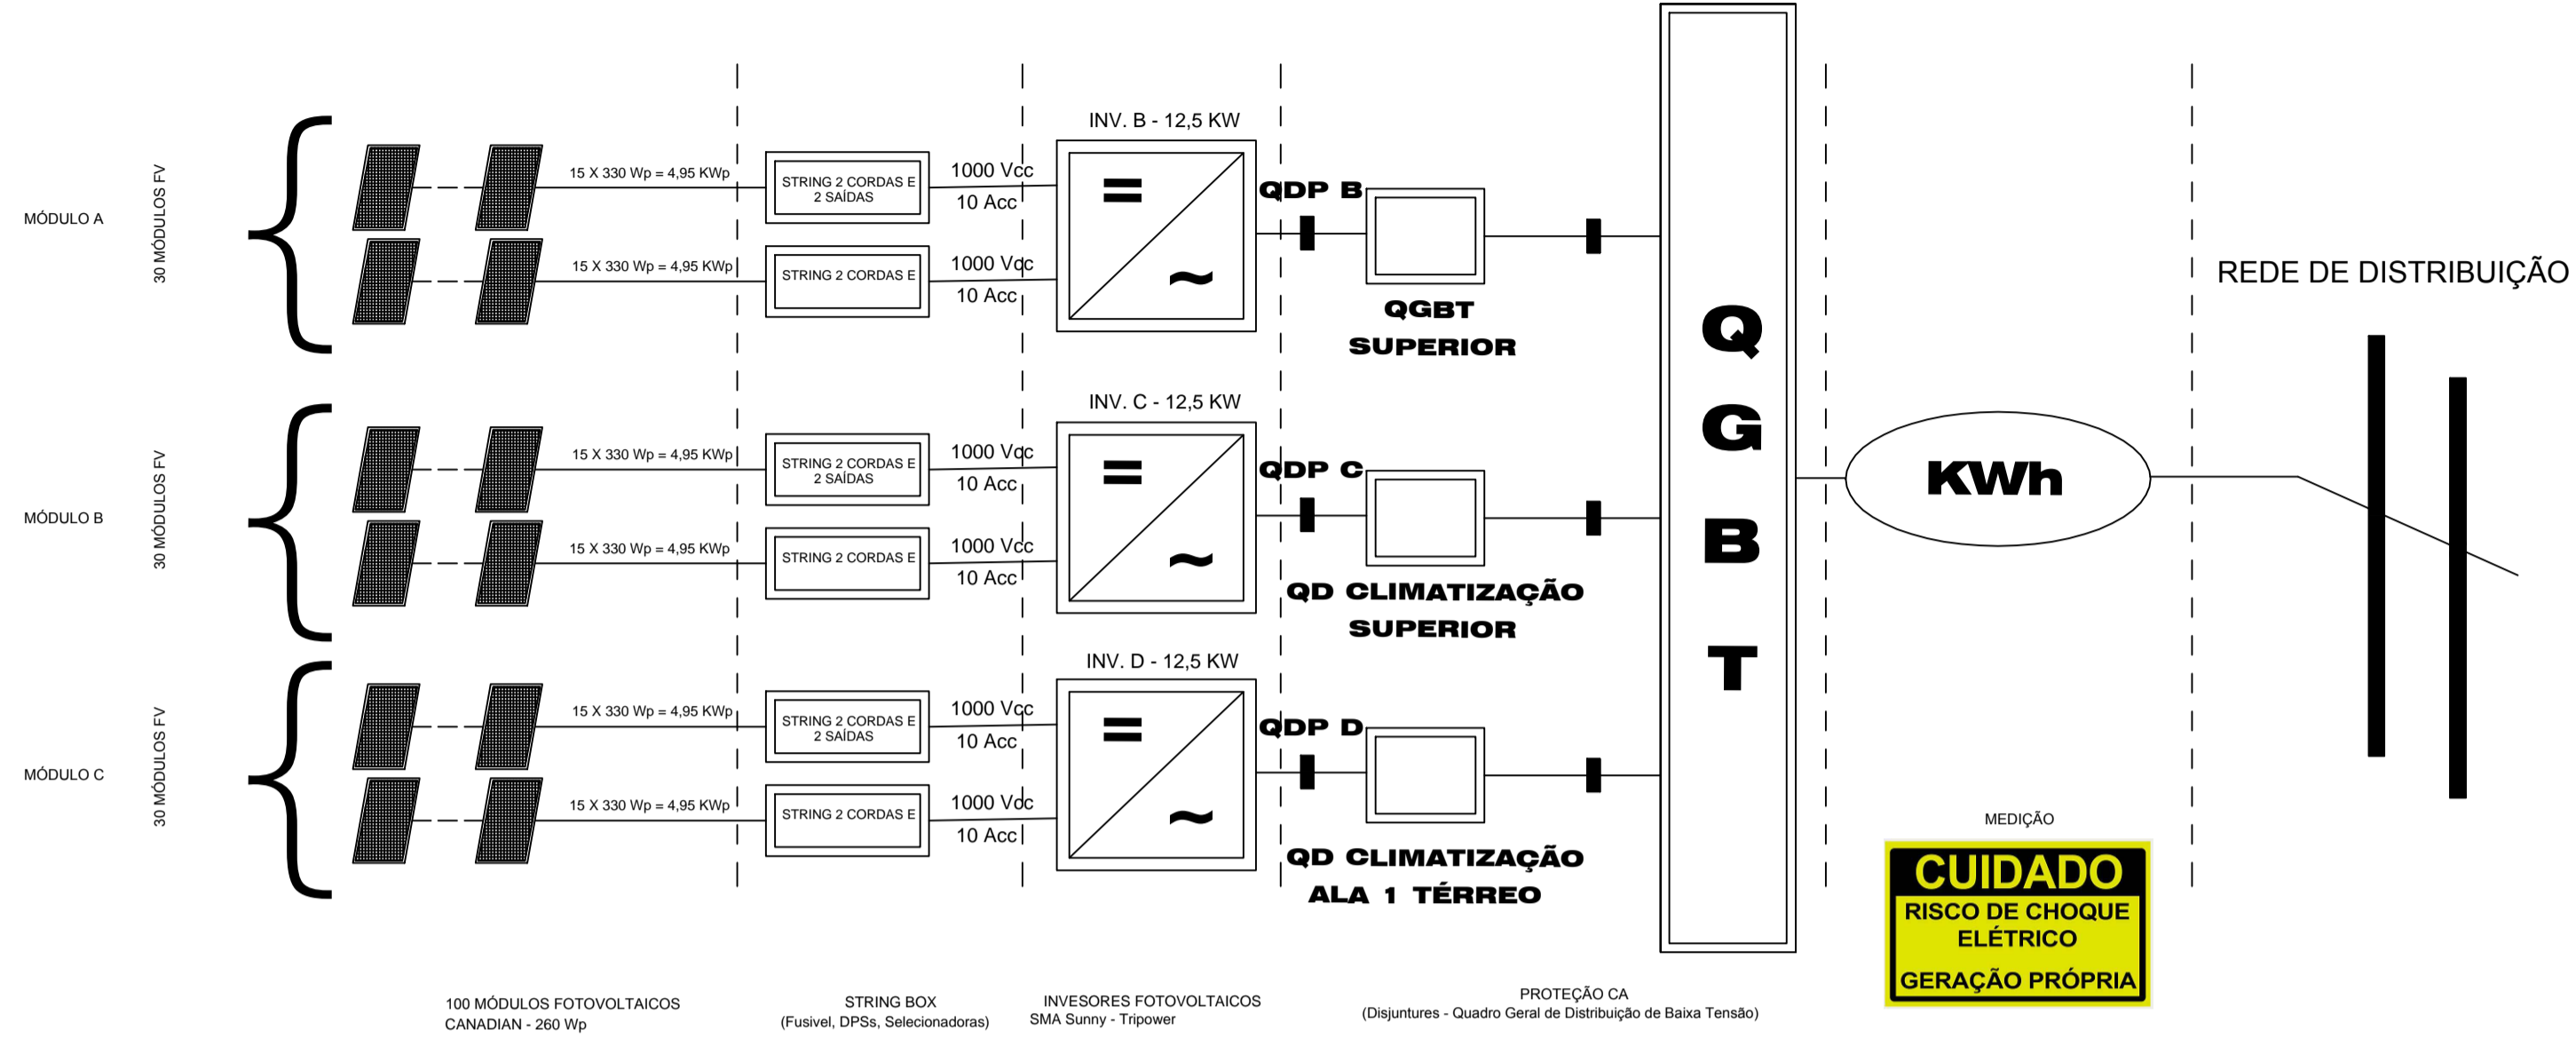 MÓDULO A
30 MÓDULOS FV
15 X 330 Wp = 4,95 KWp
15 X 330 Wp = 4,95 KWp
STRING 2 CORDAS E
2 SAÍDAS
STRING 2 CORDAS E
1000 Vcc
10 Acc
1000 Vcc
10 Acc
INV. B - 12,5 KW
=
~
QDP B
QGBT
SUPERIOR
MÓDULO B
30 MÓDULOS FV
15 X 330 Wp = 4,95 KWp
15 X 330 Wp = 4,95 KWp
STRING 2 CORDAS E
2 SAÍDAS
STRING 2 CORDAS E
1000 Vcc
10 Acc
1000 Vcc
10 Acc
INV. C - 12,5 KW
=
~
QDP C
QD CLIMATIZAÇÃO
SUPERIOR
MÓDULO C
30 MÓDULOS FV
15 X 330 Wp = 4,95 KWp
15 X 330 Wp = 4,95 KWp
STRING 2 CORDAS E
2 SAÍDAS
STRING 2 CORDAS E
1000 Vcc
10 Acc
1000 Vcc
10 Acc
INV. D - 12,5 KW
=
~
QDP D
QD CLIMATIZAÇÃO
ALA 1 TÉRREO
Q
G
B
T
KWh
REDE DE DISTRIBUIÇÃO
MEDIÇÃO
CUIDADO
RISCO DE CHOQUE
ELÉTRICO
GERAÇÃO PRÓPRIA
100 MÓDULOS FOTOVOLTAICOS
CANADIAN - 260 Wp
STRING BOX
(Fusivel, DPSs, Selecionadoras)
INVESORES FOTOVOLTAICOS
SMA Sunny - Tripower
PROTEÇÃO CA
(Disjuntures - Quadro Geral de Distribuição de Baixa Tensão)